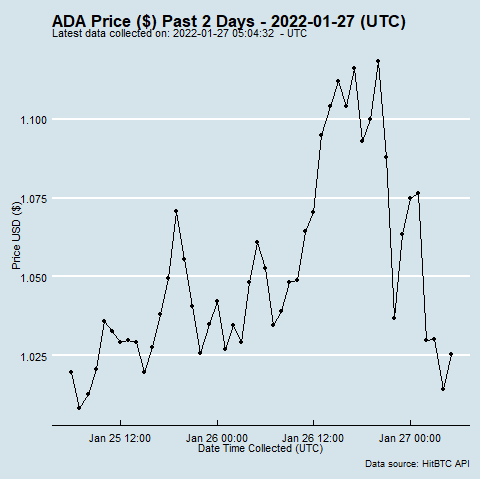 ADA Price ($) Past 2 Days - 2022-01-27 (UTC)
Latest data collected on: 2022-01-27 05:04:32 - UTC
Price USD ($)
1.100
1.075
1.050
1.025
Jan 25 12:00
Jan 26 00:00
Jan 26 12:00
Jan 27 00:00
Date Time Collected (UTC)
Data source: HitBTC API